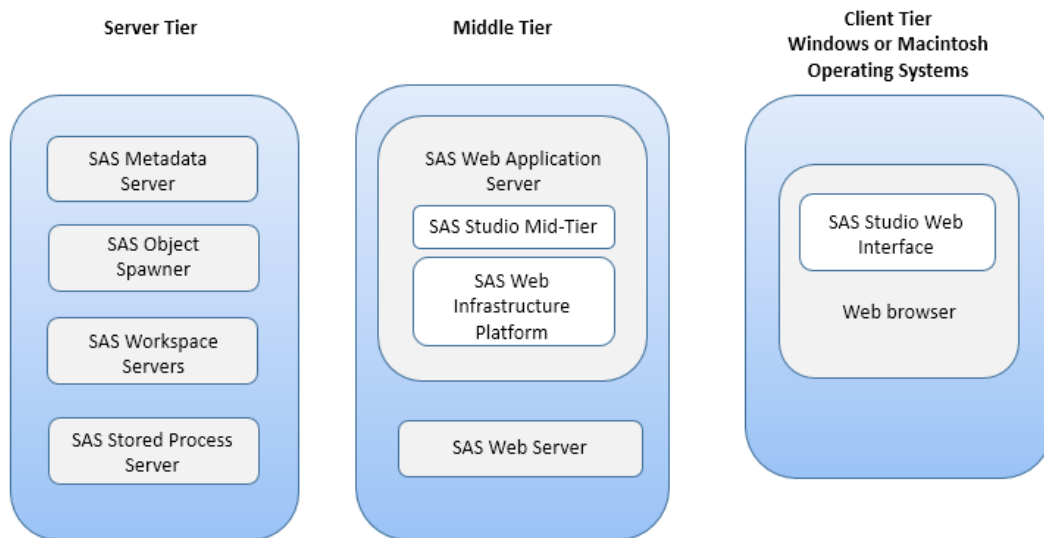 Server Tier
SAS Metadata
Server
SAS Object
Spawner
SAS Workspace
Servers
SAS Stored Process
Server
Middle Tier
SAS Web Application
Server
SAS Studio Mid-Tier
SAS Web
Infrastructure
Platform
SAS Web Server
Client Tier
Windows or Macintosh
Operating Systems
SAS Studio Web
Interface
Web browser